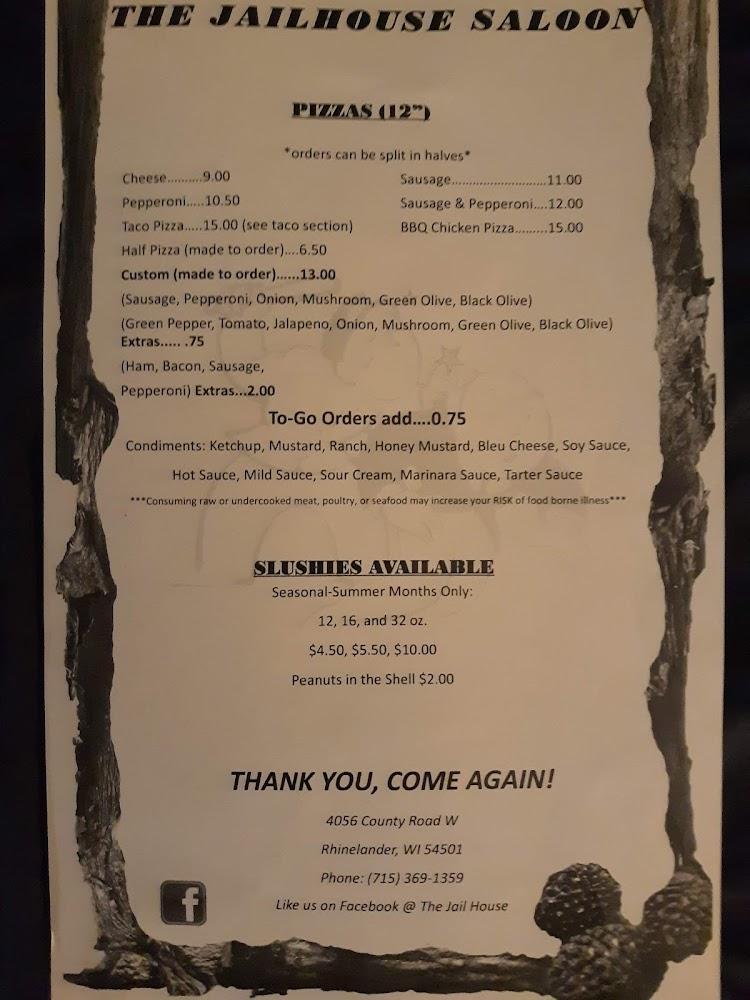 THE JAILHOUSE SALOON
PIZZAS (12")
*orders can be split in halves*
Cheese..........9.00
Sausage...........................11.00
Pepperoni.....10.50
Sausage & Pepperoni....12.00
Taco Pizza.....15.00 (see taco section)
BBQ Chicken Pizza.........15.00
Half Pizza (made to order)....6.50
Custom (made to order)......13.00
(Sausage, Pepperoni, Onion, Mushroom, Green Olive, Black Olive)
(Green Pepper, Tomato, Jalapeno, Onion, Mushroom, Green Olive, Black Olive)
Extras..... .75
(Ham, Bacon, Sausage,
Pepperoni) Extras...2.00
To-Go Orders add....0.75
Condiments: Ketchup, Mustard, Ranch, Honey Mustard, Bleu Cheese, Soy Sauce,
Hot Sauce, Mild Sauce, Sour Cream, Marinara Sauce, Tarter Sauce
***Consuming raw or undercooked meat, poultry, or seafood may increase your RISK of food borne illness***
SLUSHIES AVAILABLE
Seasonal-Summer Months Only:
12, 16, and 32 oz.
$4.50, $5.50, $10.00
Peanuts in the Shell $2.00
THANK YOU, COME AGAIN!
4056 County Road W
Rhinelander, WI 54501
Phone: (715) 369-1359
Like us on Facebook @ The Jail House
f